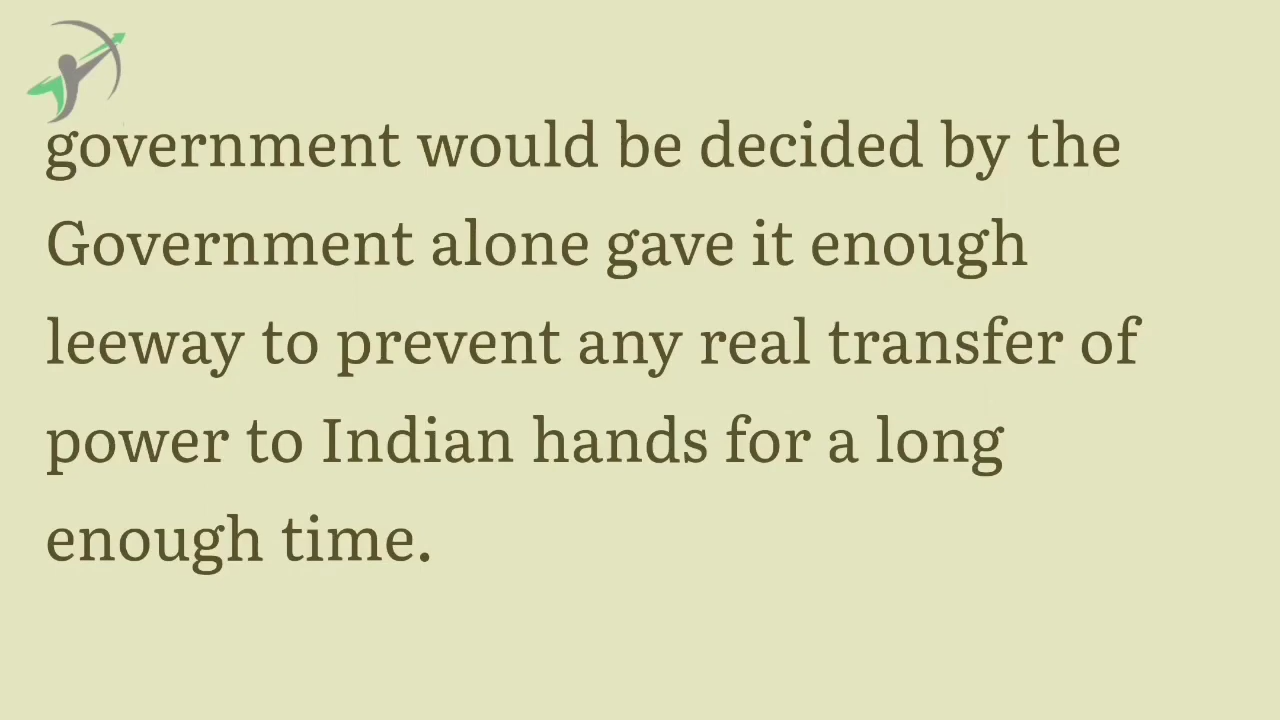 government would be decided by the
Government alone gave it enough
leeway to prevent any real transfer of
power to Indian hands for a long
enough time.